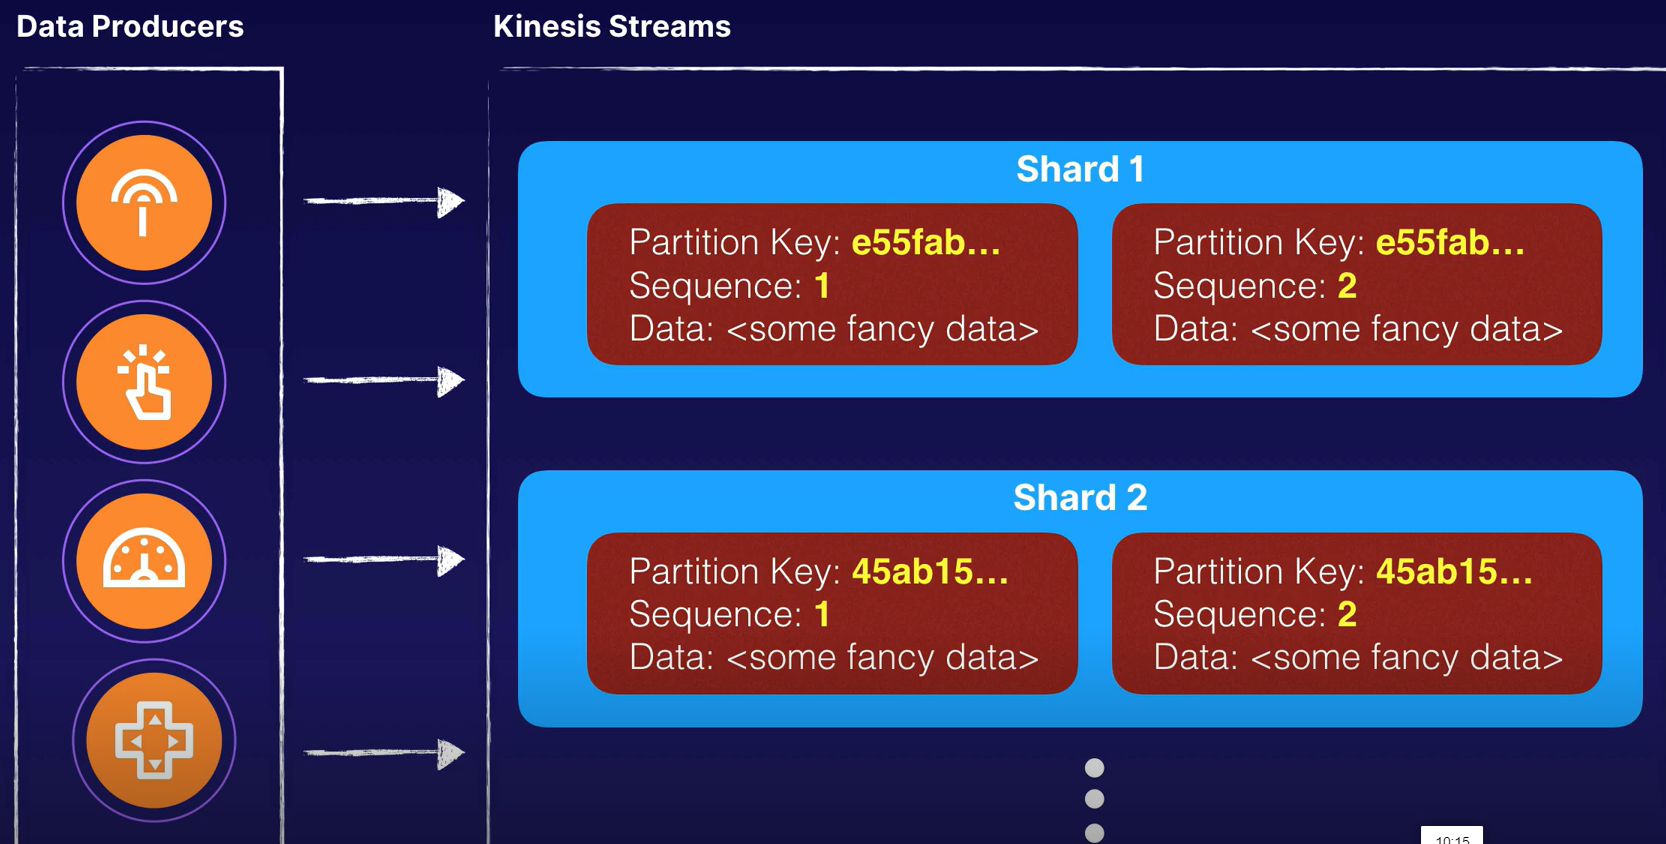 Data Producers
Kinesis Streams
Shard 1
Partition Key: e55fab...
Sequence: 1
Data: <some fancy data>
Partition Key: e55fab...
Sequence: 2
Data: <some fancy data>
Shard 2
Partition Key: 45ab15...
Sequence: 1
Data: <some fancy data>
Partition Key: 45ab15...
Sequence: 2
Data: <some fancy data>
10:15